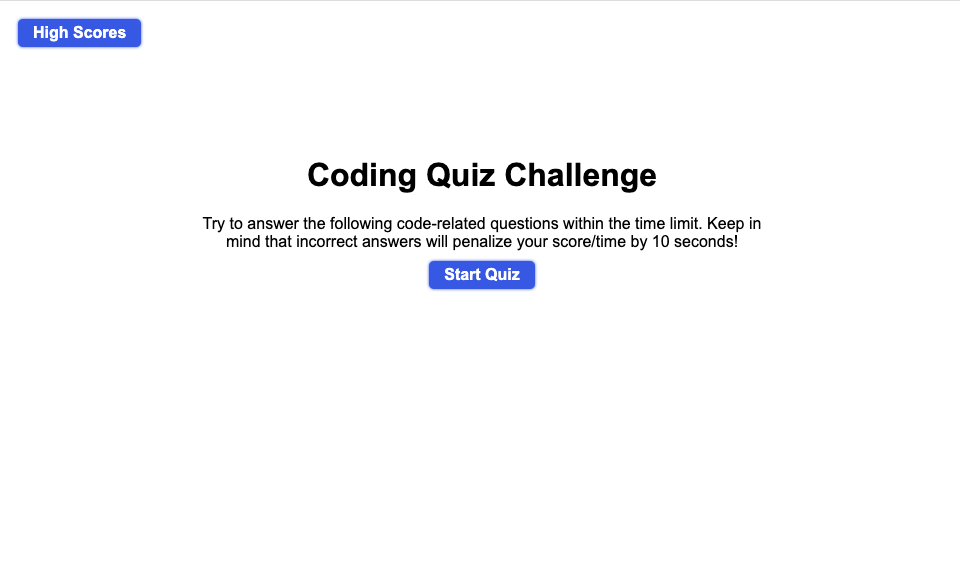 High Scores
Coding Quiz Challenge
Try to answer the following code-related questions within the time limit. Keep in
mind that incorrect answers will penalize your score/time by 10 seconds!
Start Quiz